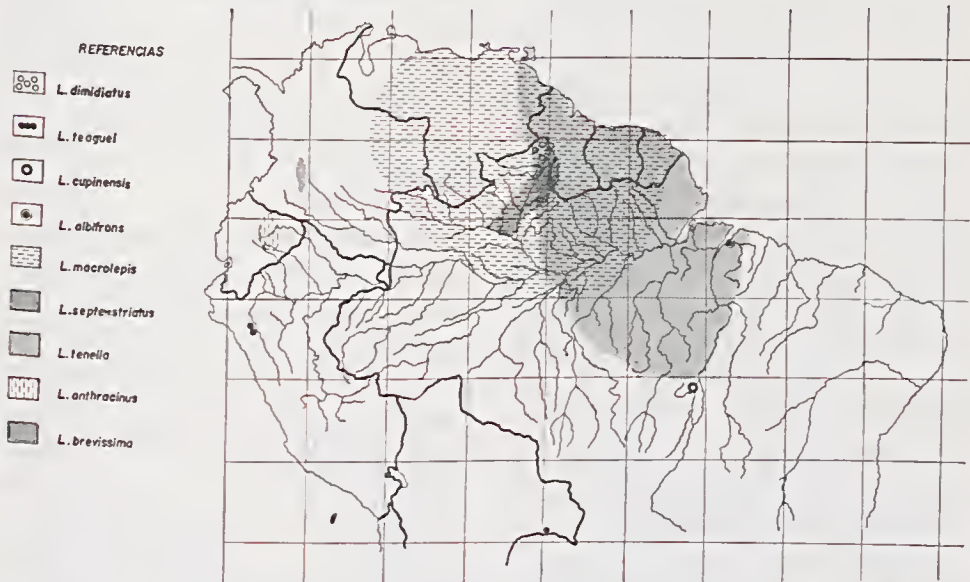 REFERENCIAS
L. dimidiatus
L. teaguei
L. cupinensis
L. albifrons
L. macrolepis
L. septemstriatus
L. tenella
L. anthracinus
L. brevissima